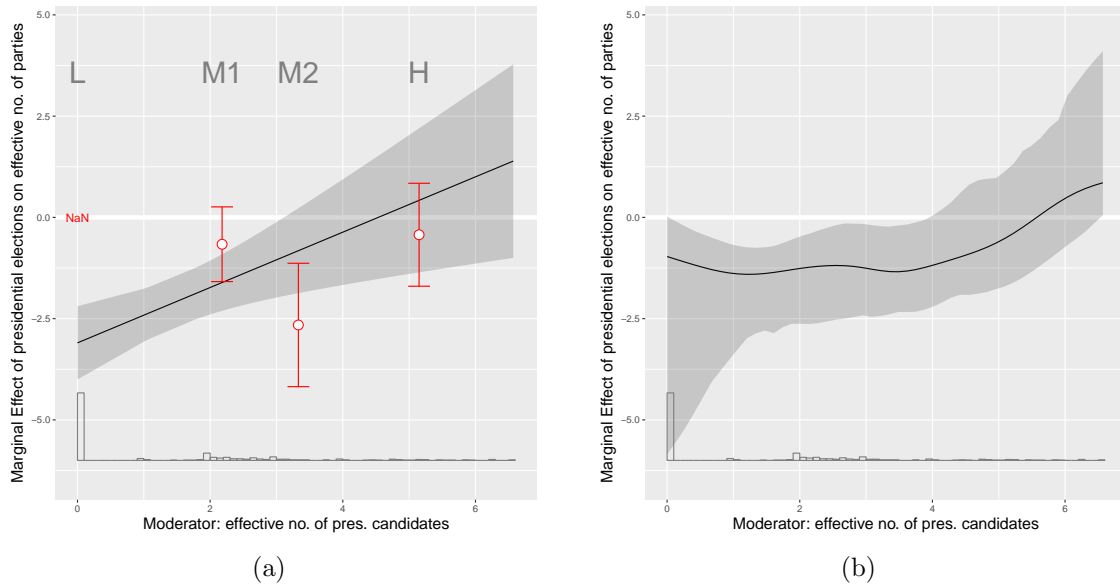 Marginal Effect of presidential elections on effective no. of parties
5.0
2.5
0.0
−2.5
−5.0
L
M1
M2
H
NaN
0
2
4
6
Moderator: effective no. of pres. candidates
(a)
Marginal Effect of presidential elections on effective no. of parties
5.0
2.5
0.0
−2.5
−5.0
0
2
4
6
Moderator: effective no. of pres. candidates
(b)